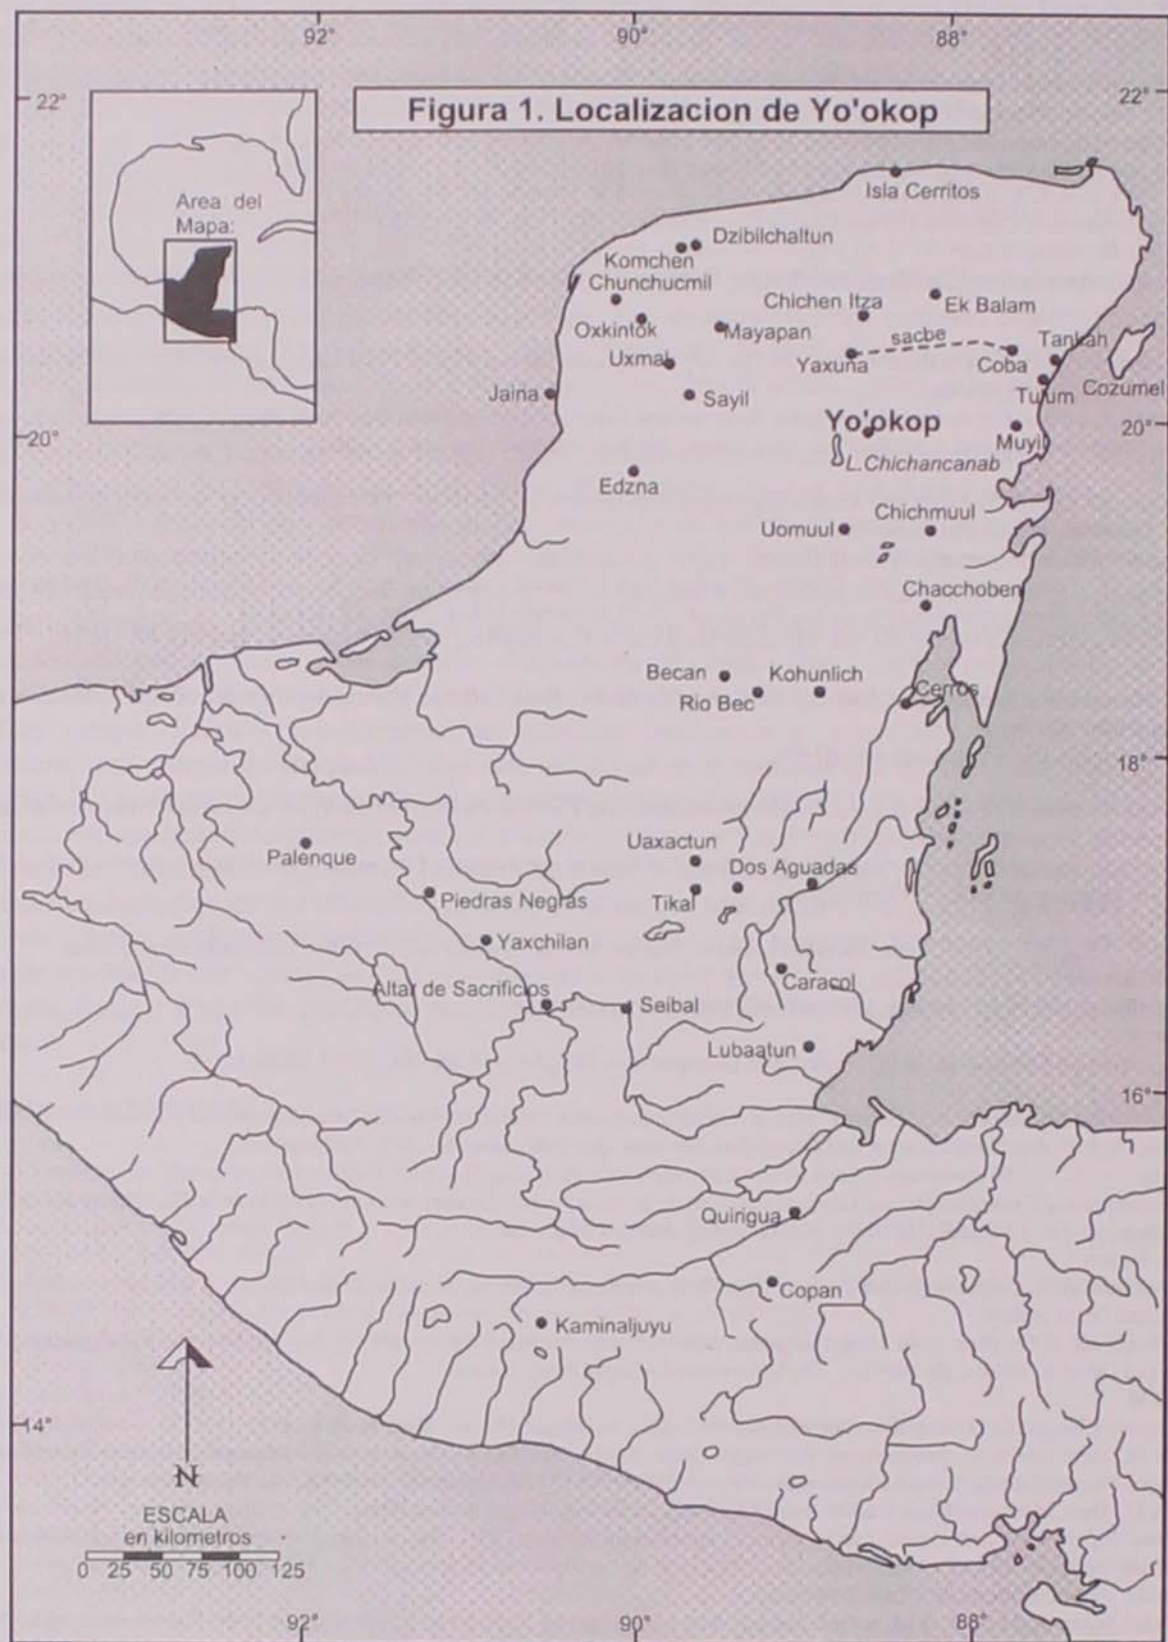 92°
90°
88°
22°
22°
Figura 1. Localizacion de Yo'okop
Area del
Mapa:
Isla Cerritos
Dzibilchaltun
Komchen
Chunchucmil
Chichen Itza
Ek Balam
Oxkintok
Mayapan
sacbe
Tankah
Uxmal
Yaxuna
Coba
Jaina
Sayil
Tulum
Cozumel
Yo'okop
20°
20°
Muyil
L.Chichancanab
Edzna
Uomuul
Chichmuul
Chacchoben
Becan
Kohunlich
Rio Bec
Cerros
18°
Uaxactun
Palenque
Dos Aguadas
Piedras Negras
Tikal
Yaxchilan
Caracol
Altar de Sacrificios
Seibal
Lubaatun
16°
Quirigua
Copan
Kaminaljuyu
14°
N
ESCALA
en kilometros
0 25 50 75 100 125
92°
90°
88°